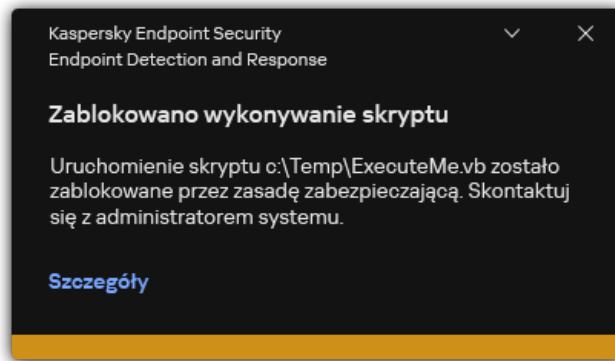 Kaspersky Endpoint Security
Endpoint Detection and Response
Zablokowano wykonywanie skryptu
Uruchomienie skryptu c:\Temp\ExecuteMe.vb zostało
zablokowane przez zasadę zabezpieczającą. Skontaktuj
się z administratorem systemu.
Szczegóły